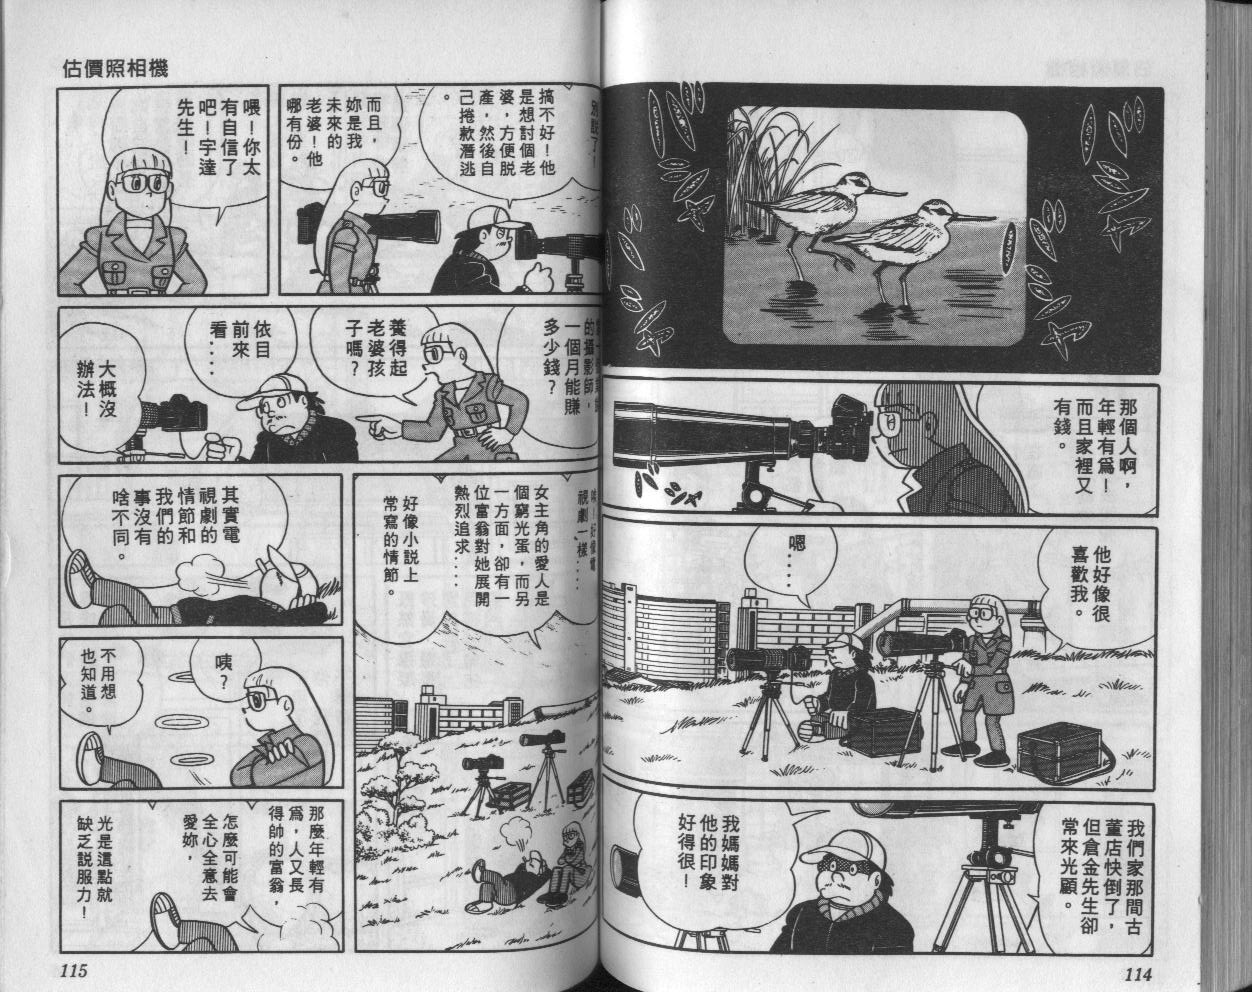 那個人啊，
年輕有為！
而且家裡又
有錢。
他好像很
喜歡我。
嗯
‥‥‥
我們家那間古
董店快倒了，
但倉金先生卻
常來光顧。
我媽媽對
他的印象
好得很！
114
估價照相機
搞不好！他
是想討個老
婆，方便脫
產，然後自
己捲款潛逃
。
而且，
妳是我
未來的
老婆！他
哪有份。
喂！你太
有自信了
吧！宇達
先生！
的攝影師，
一個月能賺
多少錢？
養得起
老婆孩
子嗎？
依目
前來
看‥‥
大概沒
辦法！
視劇一樣‥‥
女主角的愛人是
個窮光蛋，而另
一方面，卻有一
位富翁對她展開
熱烈追求‥‥
好像小說上
常寫的情節。
其實電
視劇的
情節和
我們的
事沒有
啥不同。
咦？
不用想
也知道。
那麼年輕有
為，人又長
得帥的富翁，
怎麼可能會
全心全意去
愛妳，
光是這點就
缺乏說服力！
115